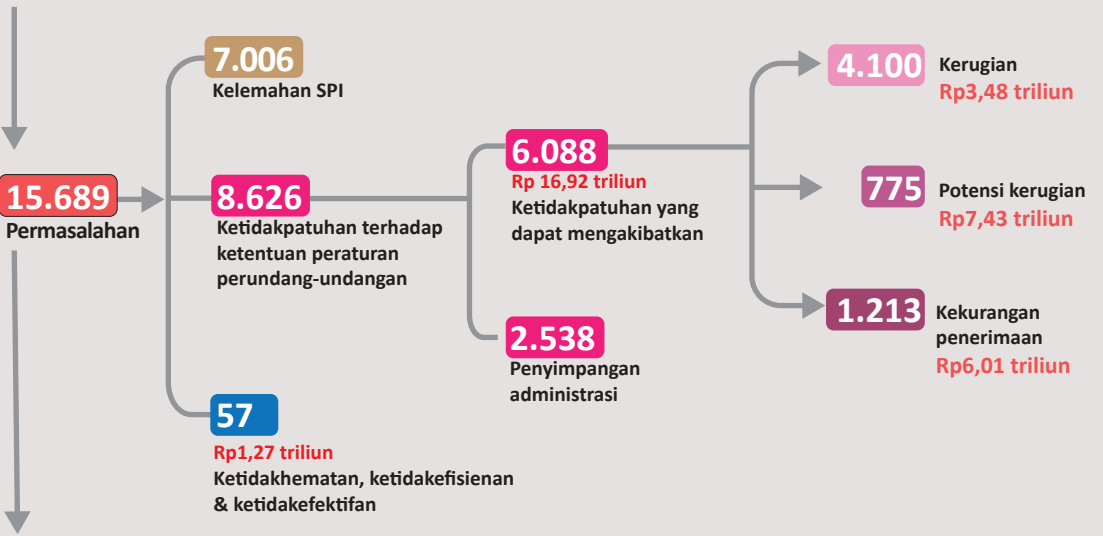 15.689
Permasalahan
7.006
Kelemahan SPI
8.626
Ketidakpatuhan terhadap
ketentuan peraturan
perundang-undangan
57
Rp1,27 triliun
Ketidakhematan, ketidakefisienan
& ketidakefektifan
6.088
Rp 16,92 triliun
Ketidakpatuhan yang
dapat mengakibatkan
2.538
Penyimpangan
administrasi
4.100
Kerugian
Rp3,48 triliun
775
Potensi kerugian
Rp7,43 triliun
1.213
Kekurangan
penerimaan
Rp6,01 triliun